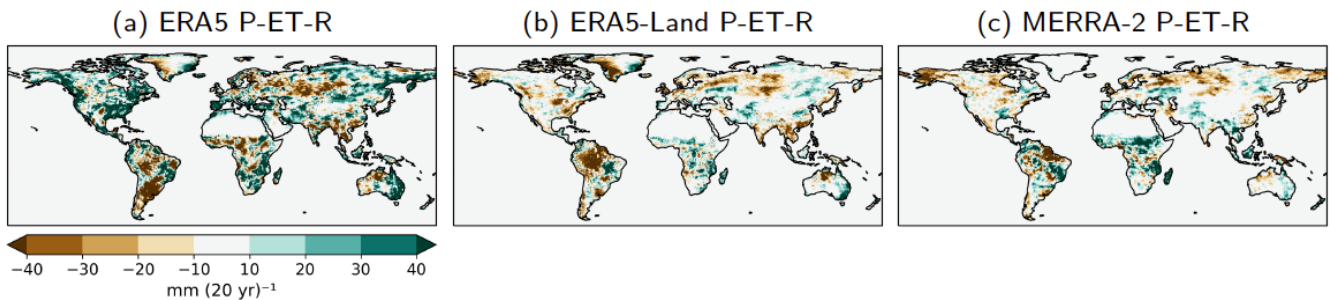 (a) ERA5 P-ET-R
(b) ERA5-Land P-ET-R
(c) MERRA-2 P-ET-R
−40 −30 −20 −10 10 20 30 40
mm (20 yr)⁻¹